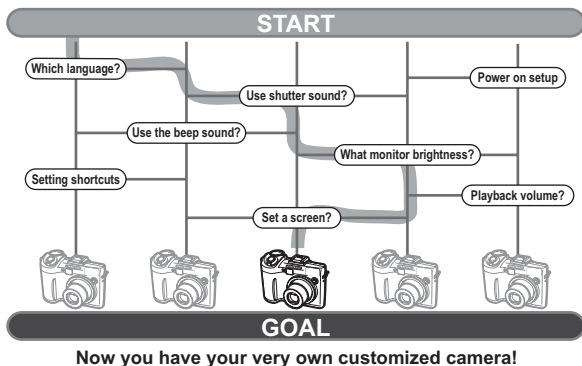 START
Which language?
Power on setup
Use shutter sound?
Use the beep sound?
What monitor brightness?
Setting shortcuts
Playback volume?
Set a screen?
GOAL
Now you have your very own customized camera!